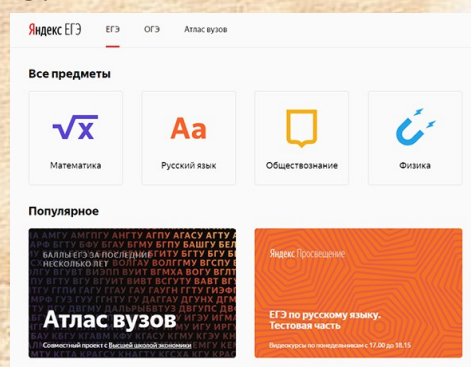 Яндекс ЕГЭ ЕГЭ ОГЭ Атлас вузов
Все предметы
√x Aa
Математика Русский язык Обществознание Физика
Популярное
БАЛЛЫ ЕГЭ ЗА ПОСЛЕДНИЕ
НЕСКОЛЬКО ЛЕТ
Атлас вузов
Совместный проект с Высшей школой экономики
Яндекс Просвещение
ЕГЭ по русскому языку.
Тестовая часть
Видеокурсы по понедельникам с 17.00 до 18.15